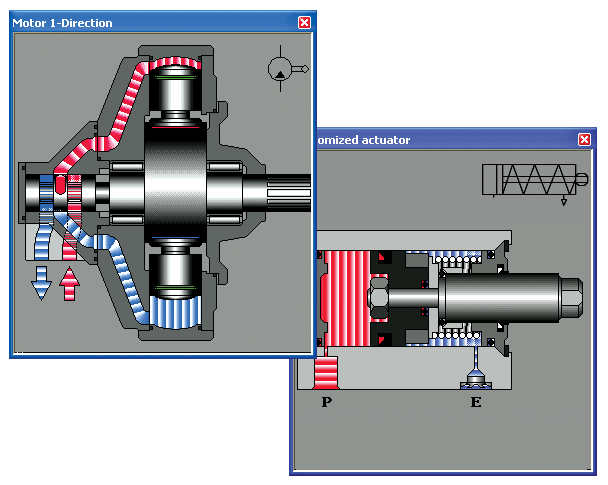 Motor 1-Direction
omized actuator
P
E